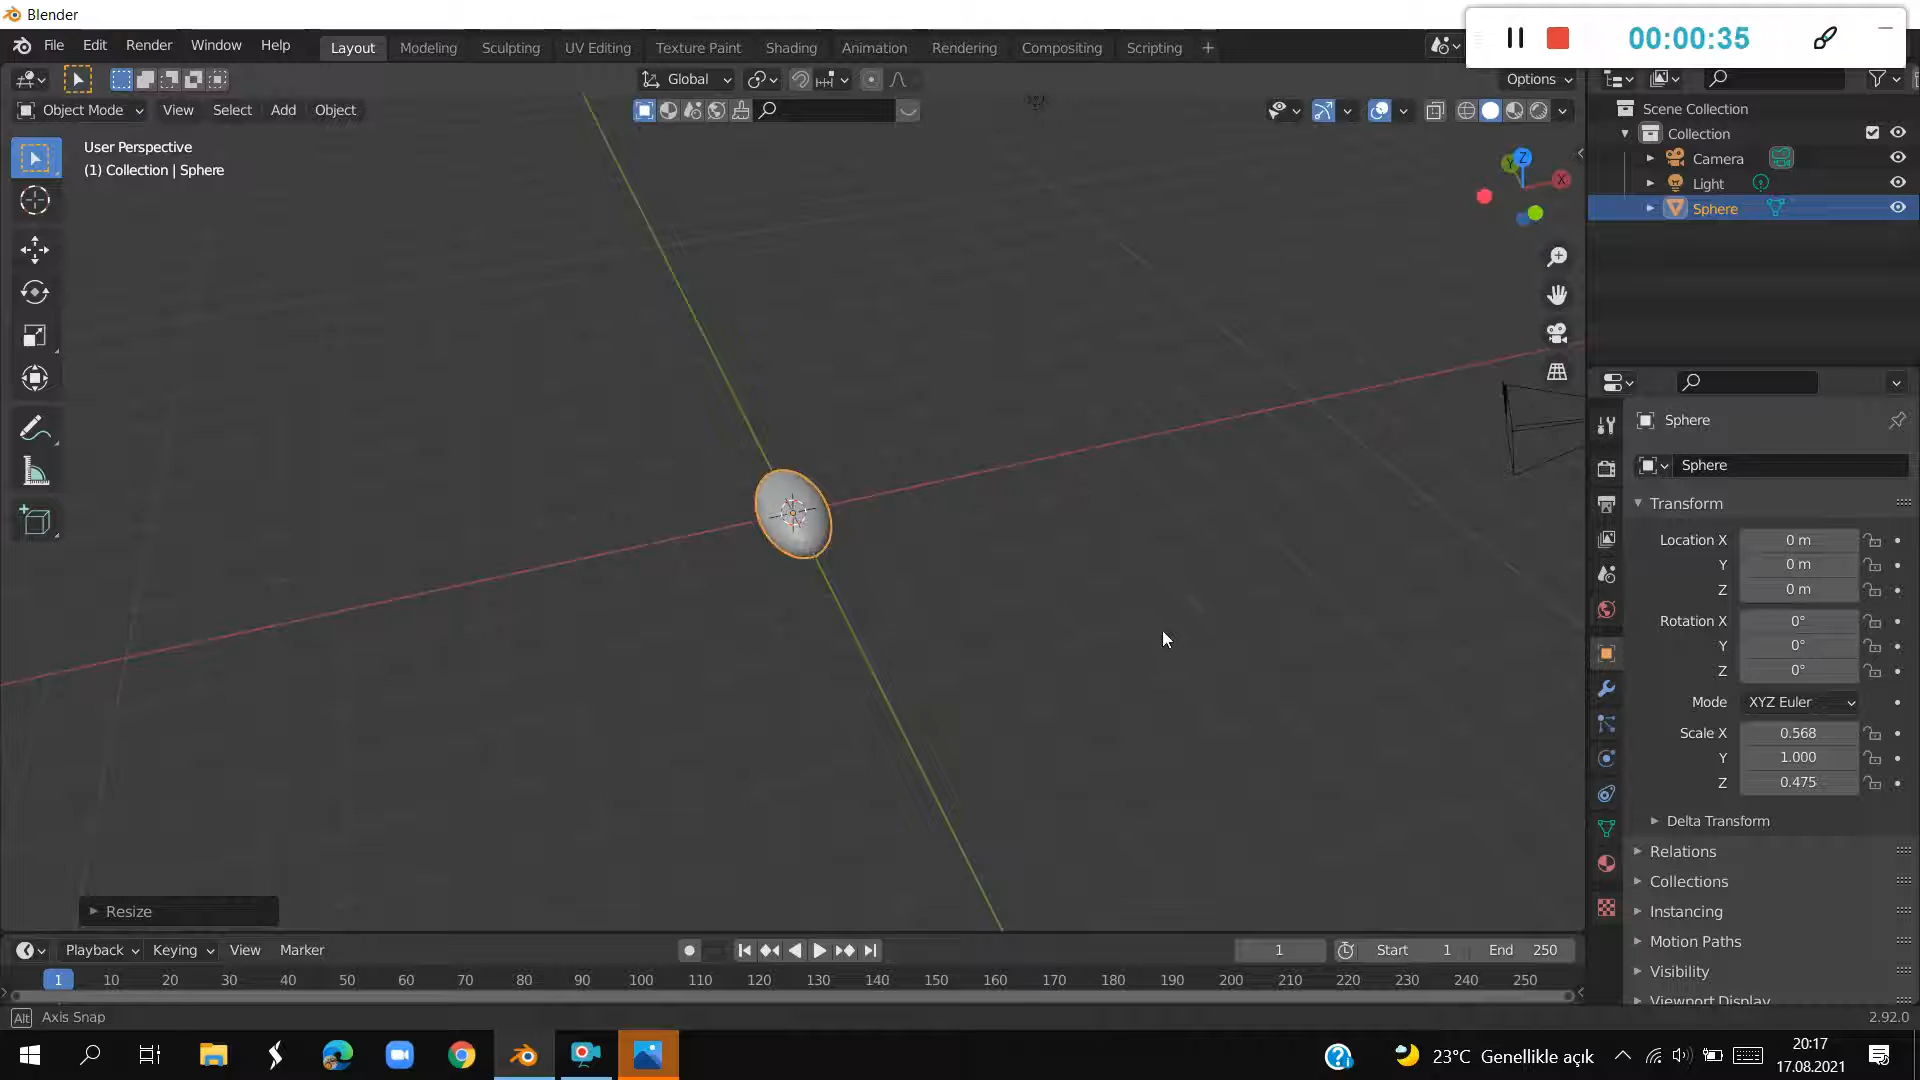 Blender
00:00:35
File Edit Render Window Help Layout Modeling Sculpting UV Editing Texture Paint Shading Animation Rendering Compositing Scripting +
Global
Options
Object Mode View Select Add Object
User Perspective
(1) Collection | Sphere
Z
Y
X
Scene Collection
Collection
Camera
Light
Sphere
Sphere
Sphere
Transform
Location X 0 m
Y 0 m
Z 0 m
Rotation X 0°
Y 0°
Z 0°
Mode XYZ Euler
Scale X 0.568
Y 1.000
Z 0.475
Delta Transform
Relations
Collections
Instancing
Motion Paths
Visibility
Viewport Display
Resize
Playback Keying View Marker 1 Start 1 End 250
1 10 20 30 40 50 60 70 80 90 100 110 120 130 140 150 160 170 180 190 200 210 220 230 240 250
Alt Axis Snap
2.92.0
23°C Genellikle açık
20:17
17.08.2021